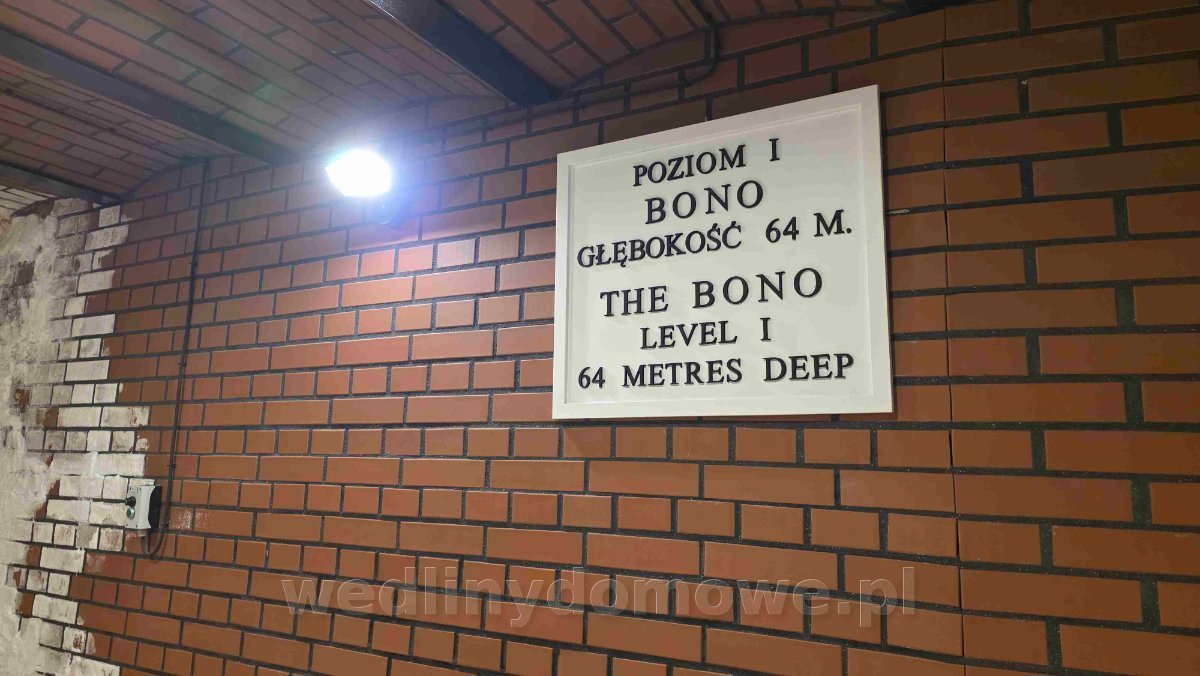 POZIOM I
BONO
GŁĘBOKOŚĆ 64 M.
THE BONO
LEVEL I
64 METRES DEEP
wedlinydomowe.pl